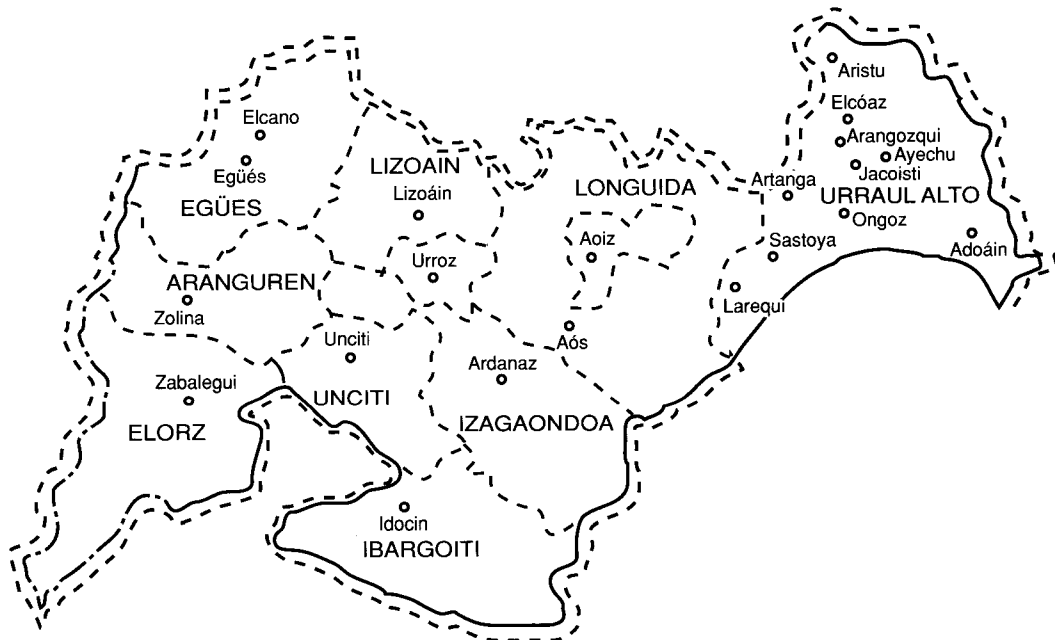 Aristu
Elcóaz
Elcano
Arangozqui
Ayechu
Egüés
LIZOAIN
Jacoisti
Lizoáin
LONGUIDA
Artanga
URRAUL ALTO
EGÜES
Ongoz
Aoiz
Sastoya
Adoáin
Urroz
ARANGUREN
Zolina
Larequi
Unciti
Aós
Ardanaz
Zabalegui
UNCITI
IZAGAONDOA
ELORZ
Idocin
IBARGOITI